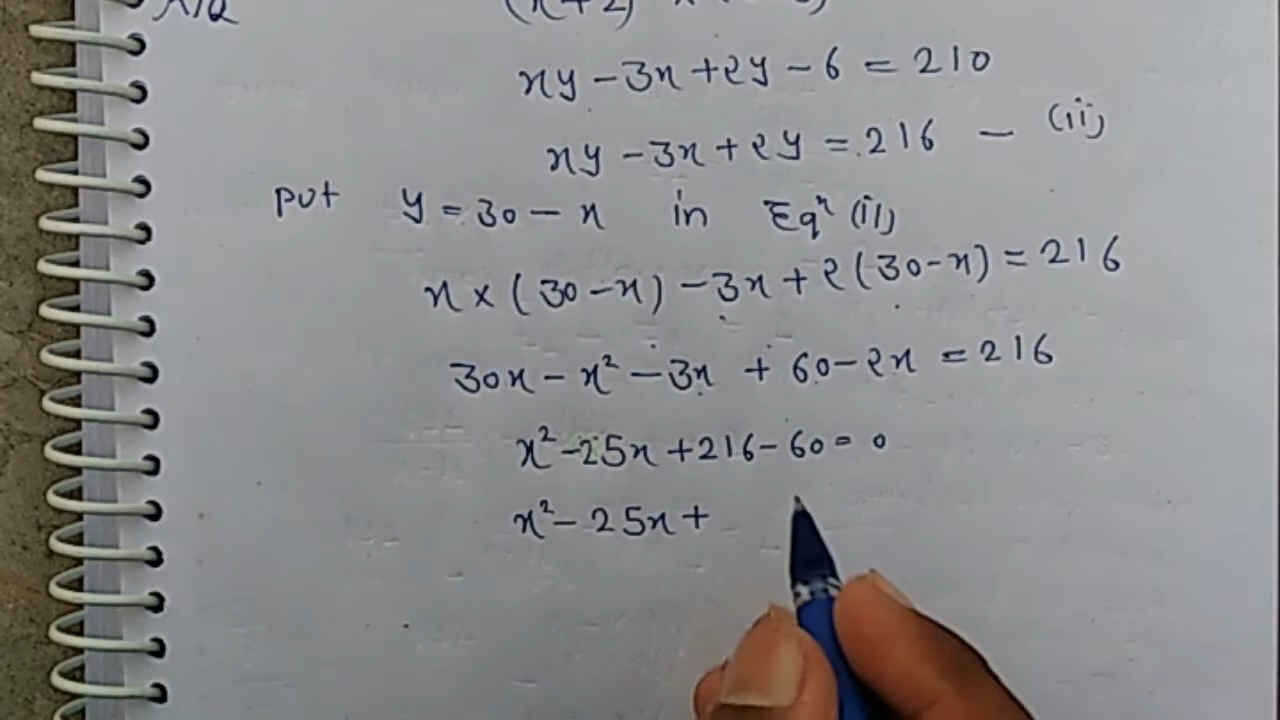 xy - 3x + 2y - 6 = 210
xy - 3x + 2y = 216 - (ii)
put y = 30 - x in Eqⁿ (ii)
x × (30 - x) - 3x + 2(30 - x) = 216
30x - x² - 3x + 60 - 2x = 216
x² - 25x + 216 - 60 = 0
x² - 25x +